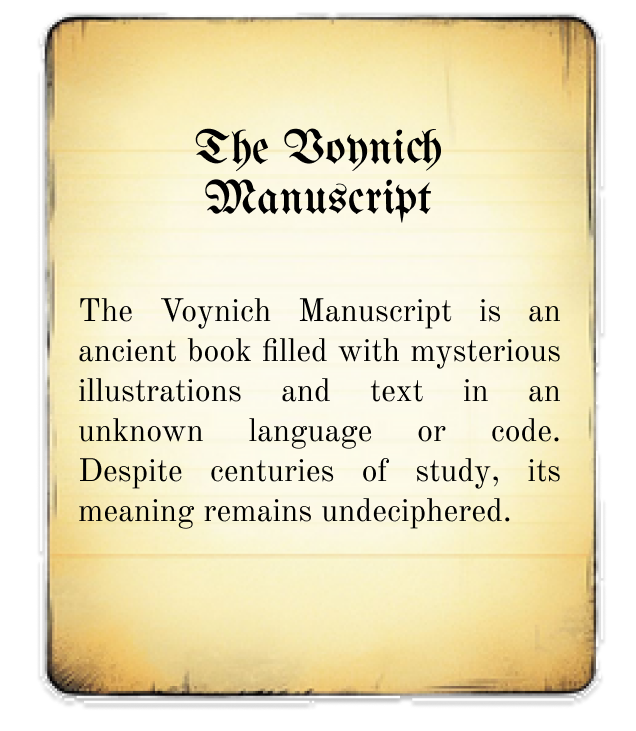 The Voynich
Manuscript
The Voynich Manuscript is an
ancient book filled with mysterious
illustrations and text in an
unknown language or code.
Despite centuries of study, its
meaning remains undeciphered.